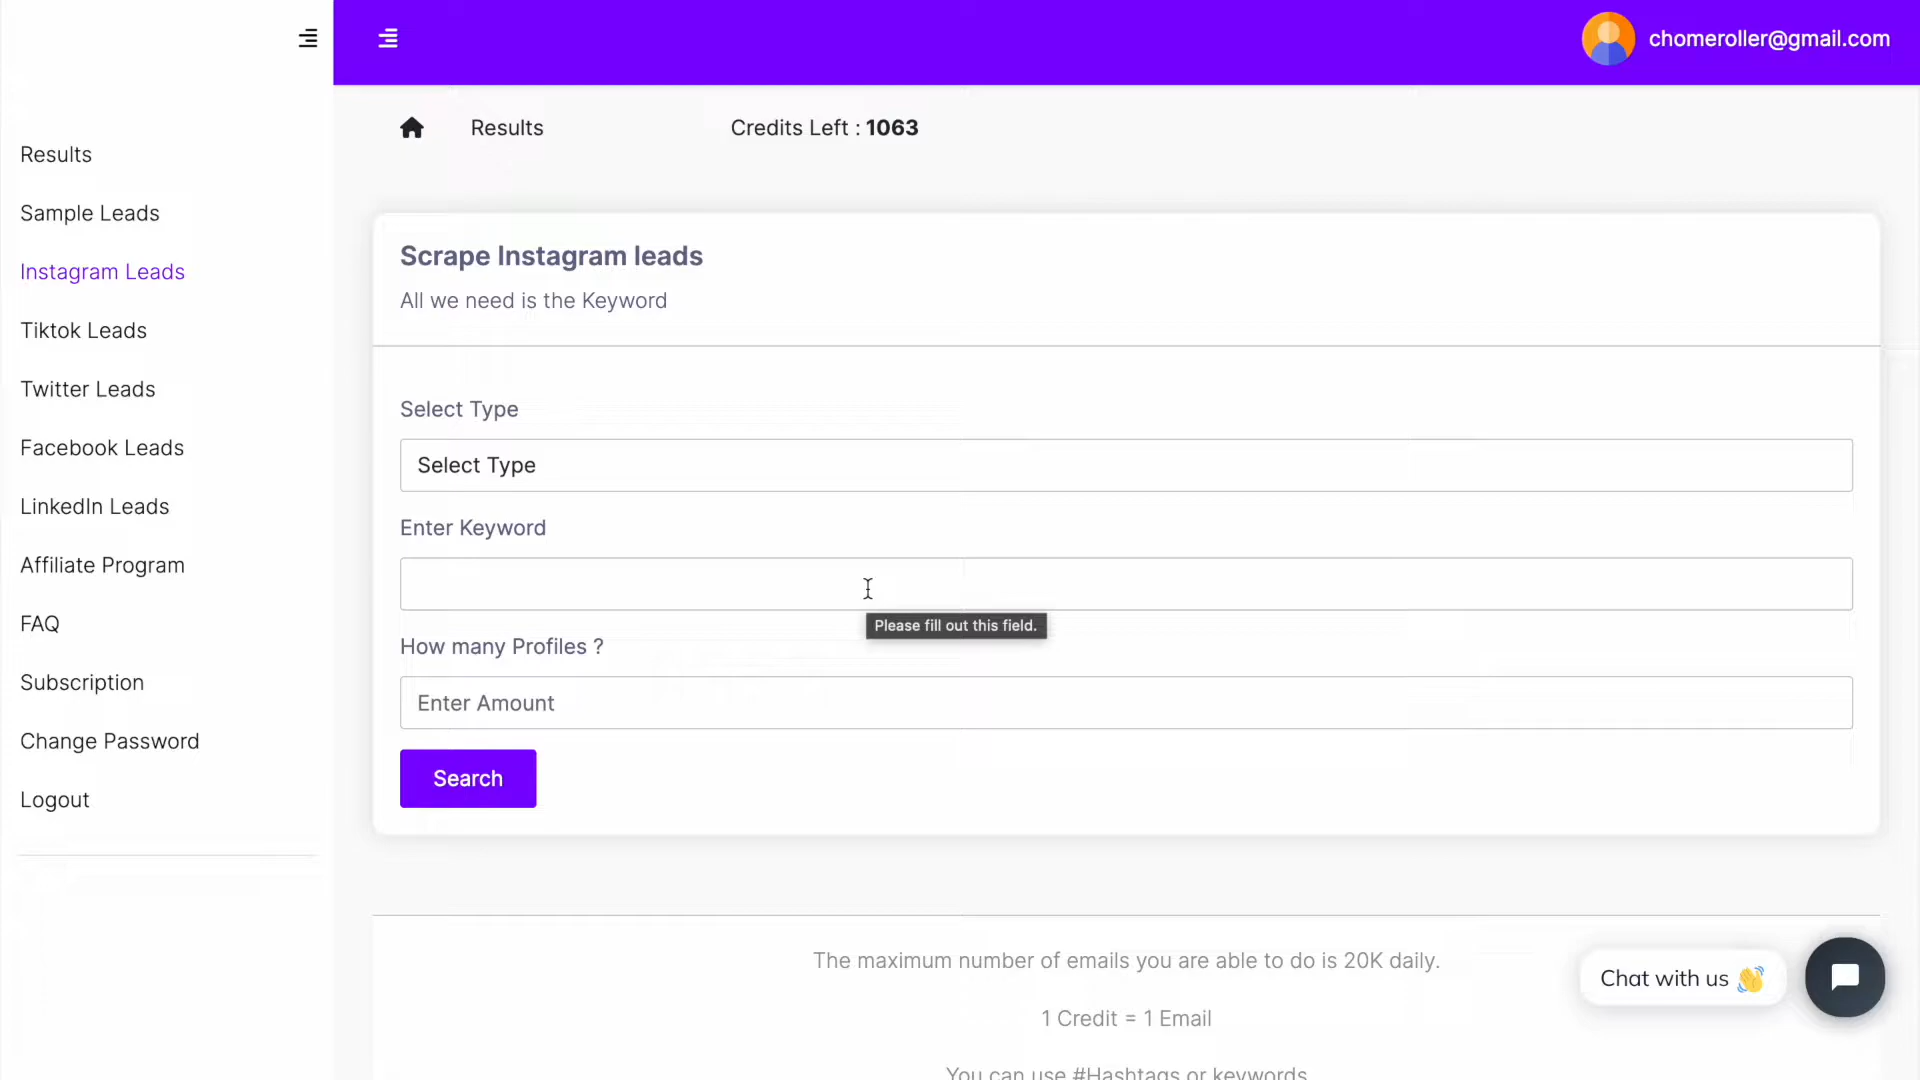 chomeroller@gmail.com
Results
Credits Left : 1063
Results
Sample Leads
Instagram Leads
Tiktok Leads
Twitter Leads
Facebook Leads
LinkedIn Leads
Affiliate Program
FAQ
Subscription
Change Password
Logout
Scrape Instagram leads
All we need is the Keyword
Select Type
Select Type
Enter Keyword
Please fill out this field.
How many Profiles ?
Enter Amount
Search
The maximum number of emails you are able to do is 20K daily.
1 Credit = 1 Email
You can use #Hashtags or keywords
Chat with us 👋